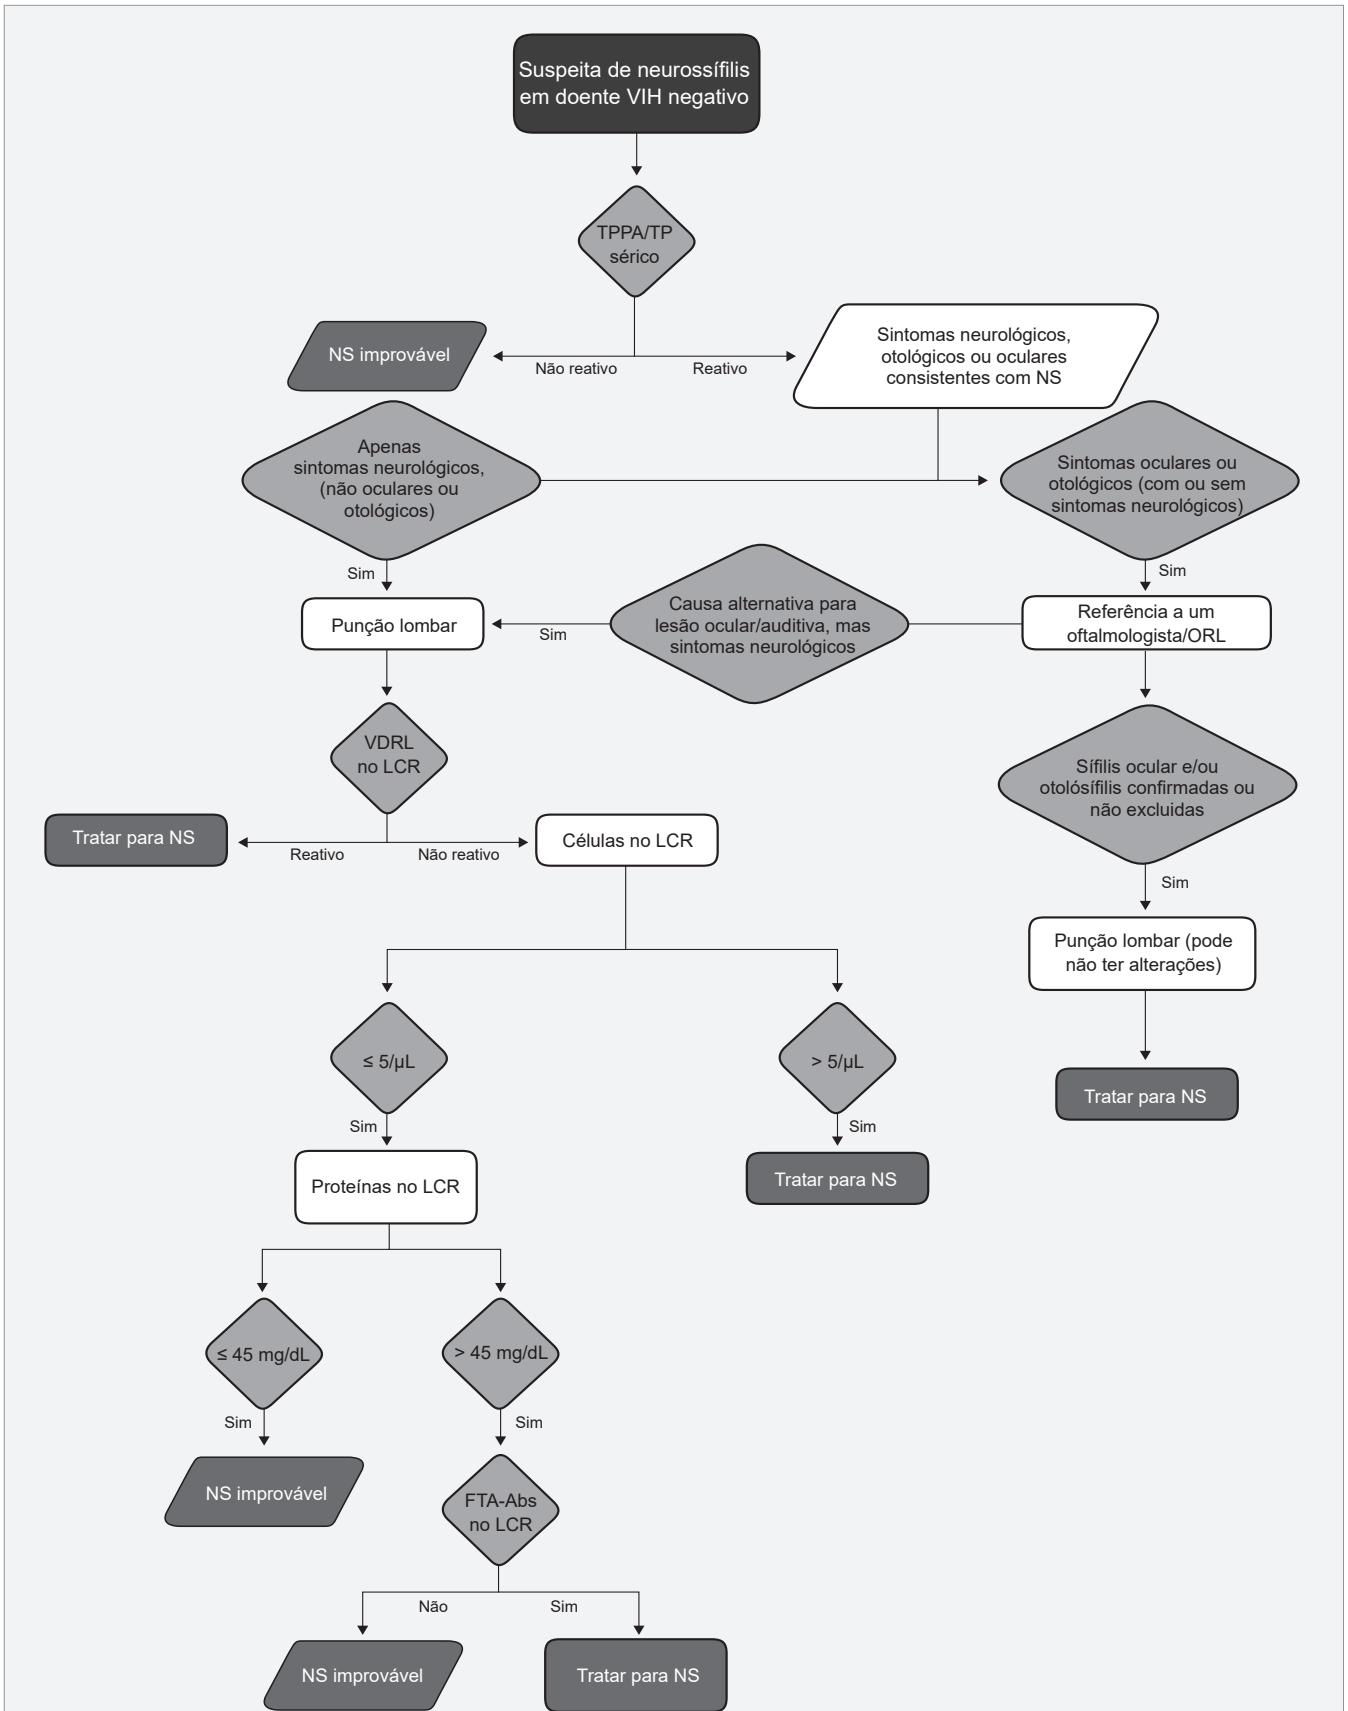 Suspeita de neurossífilis
em doente VIH negativo
TPPA/TP
sérico
NS improvável
Não reativo
Reativo
Sintomas neurológicos,
otológicos ou oculares
consistentes com NS
Apenas
sintomas neurológicos,
(não oculares ou
otológicos)
Sintomas oculares ou
otológicos (com ou sem
sintomas neurológicos)
Sim
Sim
Punção lombar
Sim
Causa alternativa para
lesão ocular/auditiva, mas
sintomas neurológicos
Referência a um
oftalmologista/ORL
VDRL
no LCR
Sífilis ocular e/ou
otolósífilis confirmadas ou
não excluidas
Tratar para NS
Reativo
Não reativo
Células no LCR
Sim
Punção lombar (pode
não ter alterações)
≤ 5/µL
> 5/µL
Tratar para NS
Sim
Sim
Proteínas no LCR
Tratar para NS
≤ 45 mg/dL
> 45 mg/dL
Sim
Sim
NS improvável
FTA-Abs
no LCR
Não
Sim
NS improvável
Tratar para NS